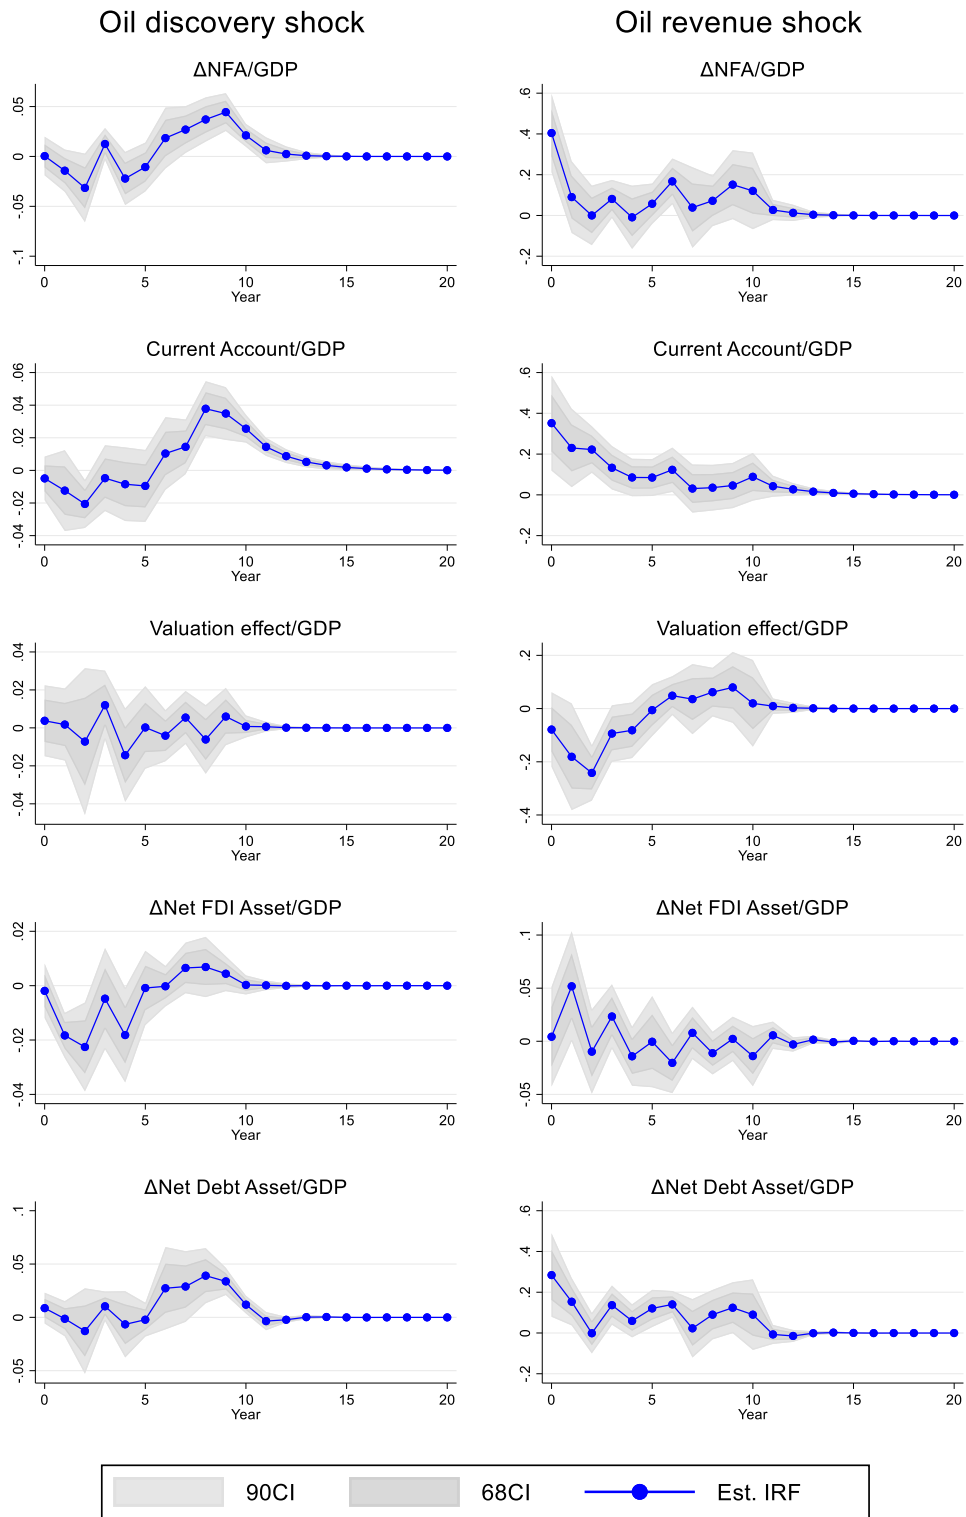 Oil discovery shock
Oil revenue shock
ΔNFA/GDP
.05
0
-.05
-.1
0 5 10 15 20
Year
ΔNFA/GDP
.6
.4
.2
0
-.2
0 5 10 15 20
Year
Current Account/GDP
.06
.04
.02
0
-.02
-.04
0 5 10 15 20
Year
Current Account/GDP
.6
.4
.2
0
-.2
0 5 10 15 20
Year
Valuation effect/GDP
.04
.02
0
-.02
-.04
0 5 10 15 20
Year
Valuation effect/GDP
.2
0
-.2
-.4
0 5 10 15 20
Year
ΔNet FDI Asset/GDP
.02
0
-.02
-.04
0 5 10 15 20
Year
ΔNet FDI Asset/GDP
.1
.05
0
-.05
0 5 10 15 20
Year
ΔNet Debt Asset/GDP
.1
.05
0
-.05
0 5 10 15 20
Year
ΔNet Debt Asset/GDP
.6
.4
.2
0
-.2
0 5 10 15 20
Year
90CI 68CI Est. IRF